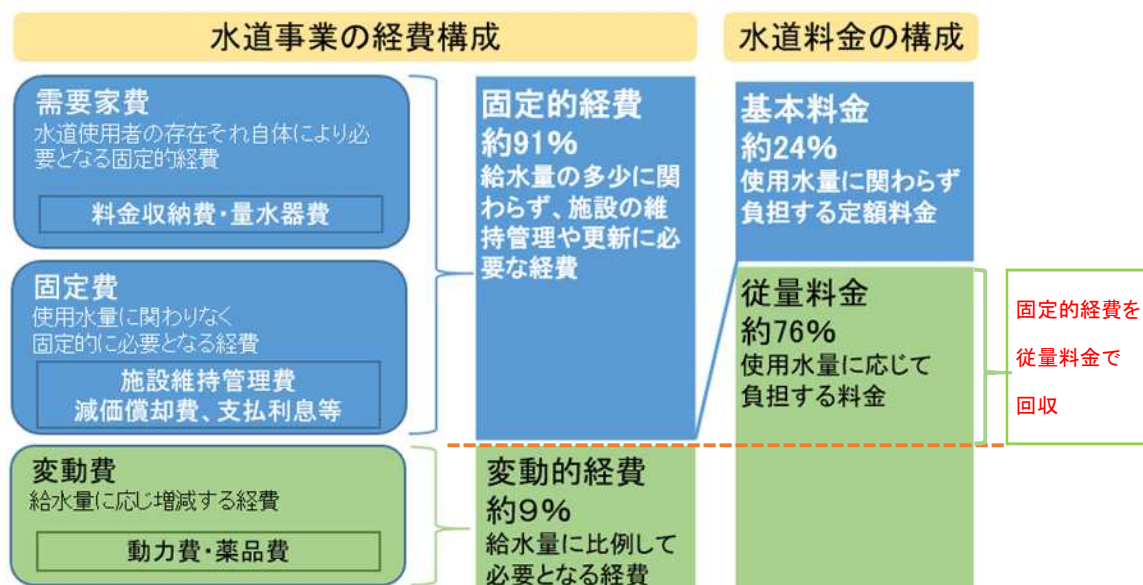 水道事業の経費構成
水道料金の構成
需要家費
水道使用者の存在それ自体により必
要となる固定的経費
料金収納費・量水器費
固定費
使用水量に関わりなく
固定的に必要となる経費
施設維持管理費
減価償却費、支払利息等
変動費
給水量に応じ増減する経費
動力費・薬品費
固定的経費
約91%
給水量の多少に関
わらず、施設の維
持管理や更新に必
要な経費
変動的経費
約9%
給水量に比例して
必要となる経費
基本料金
約24%
使用水量に関わらず
負担する定額料金
従量料金
約76%
使用水量に応じて
負担する料金
固定的経費を
従量料金で
回収